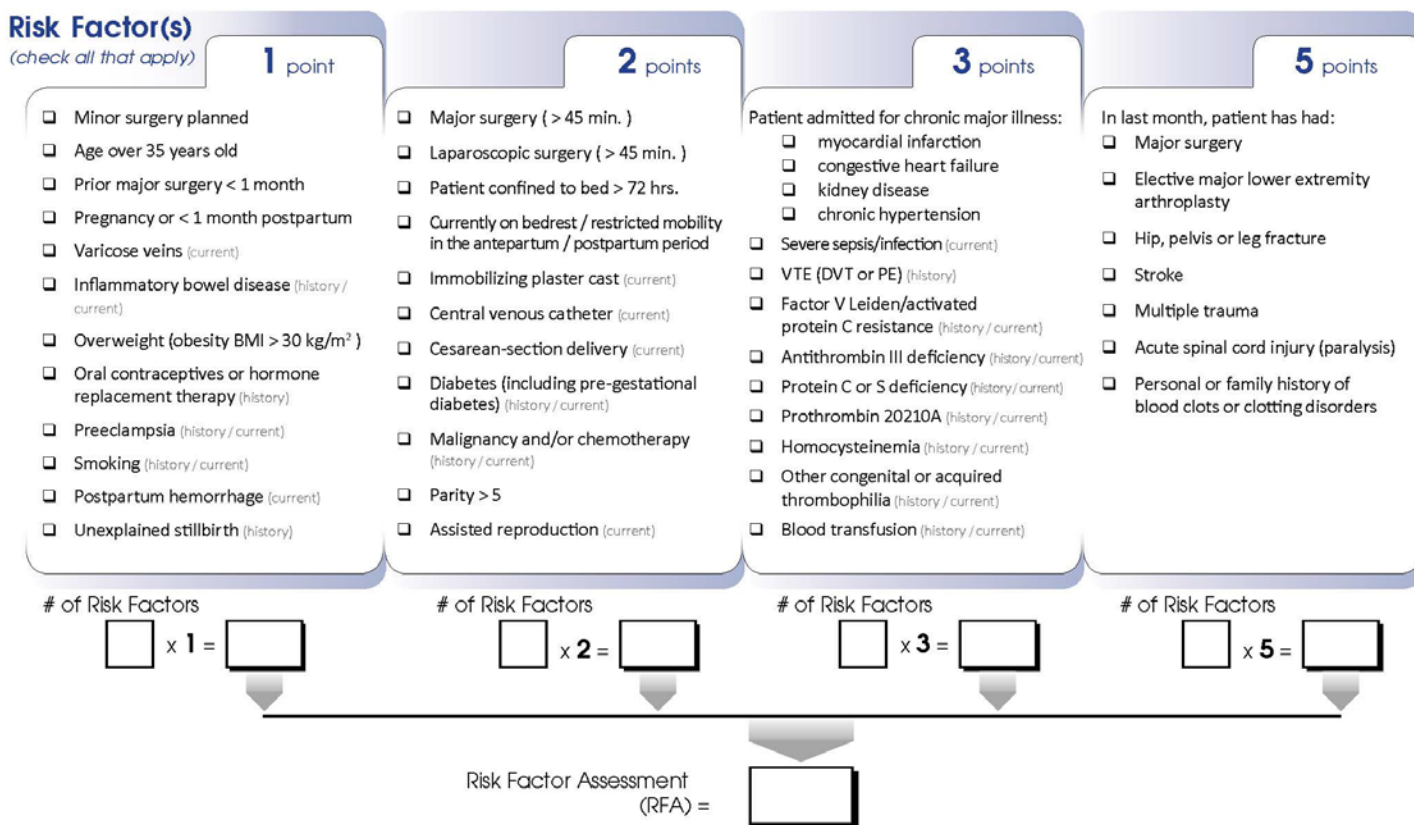 Risk Factor(s)
(check all that apply)
1 point
❑ Minor surgery planned
❑ Age over 35 years old
❑ Prior major surgery < 1 month
❑ Pregnancy or < 1 month postpartum
❑ Varicose veins (current)
❑ Inflammatory bowel disease (history /
current)
❑ Overweight (obesity BMI > 30 kg/m²)
❑ Oral contraceptives or hormone
replacement therapy (history)
❑ Preeclampsia (history / current)
❑ Smoking (history / current)
❑ Postpartum hemorrhage (current)
❑ Unexplained stillbirth (history)
# of Risk Factors
x 1 =
2 points
❑ Major surgery ( > 45 min. )
❑ Laparoscopic surgery ( > 45 min. )
❑ Patient confined to bed > 72 hrs.
❑ Currently on bedrest / restricted mobility
in the antepartum / postpartum period
❑ Immobilizing plaster cast (current)
❑ Central venous catheter (current)
❑ Cesarean-section delivery (current)
❑ Diabetes (including pre-gestational
diabetes) (history / current)
❑ Malignancy and/or chemotherapy
(history / current)
❑ Parity > 5
❑ Assisted reproduction (current)
# of Risk Factors
x 2 =
3 points
Patient admitted for chronic major illness:
❑ myocardial infarction
❑ congestive heart failure
❑ kidney disease
❑ chronic hypertension
❑ Severe sepsis/infection (current)
❑ VTE (DVT or PE) (history)
❑ Factor V Leiden/activated
protein C resistance (history / current)
❑ Antithrombin III deficiency (history / current)
❑ Protein C or S deficiency (history / current)
❑ Prothrombin 20210A (history / current)
❑ Homocysteinemia (history / current)
❑ Other congenital or acquired
thrombophilia (history / current)
❑ Blood transfusion (history / current)
# of Risk Factors
x 3 =
5 points
In last month, patient has had:
❑ Major surgery
❑ Elective major lower extremity
arthroplasty
❑ Hip, pelvis or leg fracture
❑ Stroke
❑ Multiple trauma
❑ Acute spinal cord injury (paralysis)
❑ Personal or family history of
blood clots or clotting disorders
# of Risk Factors
x 5 =
Risk Factor Assessment
(RFA) =